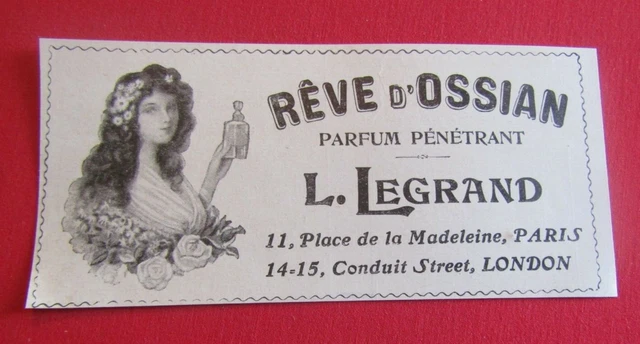 RÊVE D'OSSIAN
PARFUM PÉNÉTRANT
L. LEGRAND
11, Place de la Madeleine, PARIS
14-15, Conduit Street, LONDON